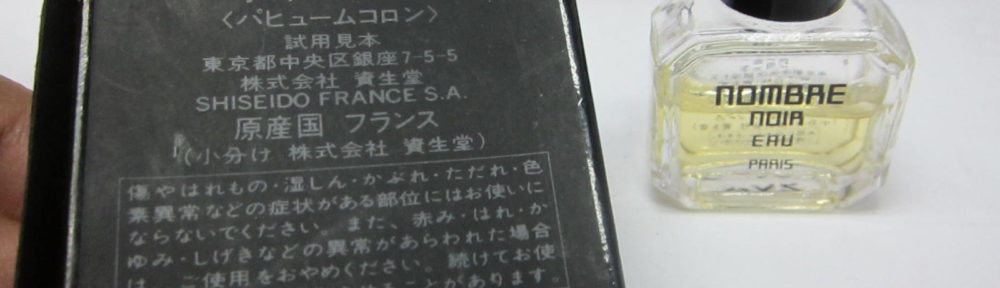 〈パヒュームコロン〉
試用見本
東京都中央区銀座7-5-5
株式会社 資生堂
SHISEIDO FRANCE S.A.
原産国 フランス
(小分け 株式会社 資生堂)
傷やはれもの・湿しん・かぶれ・ただれ・色
素異常などの症状がある部位にはお使いに
ならないでください。また、赤み・はれ・か
ゆみ・しげきなどの異常があらわれた場合
は、ご使用をおやめください。続けてお使
があります。
NOMBRE
NOIR
EAU
PARIS